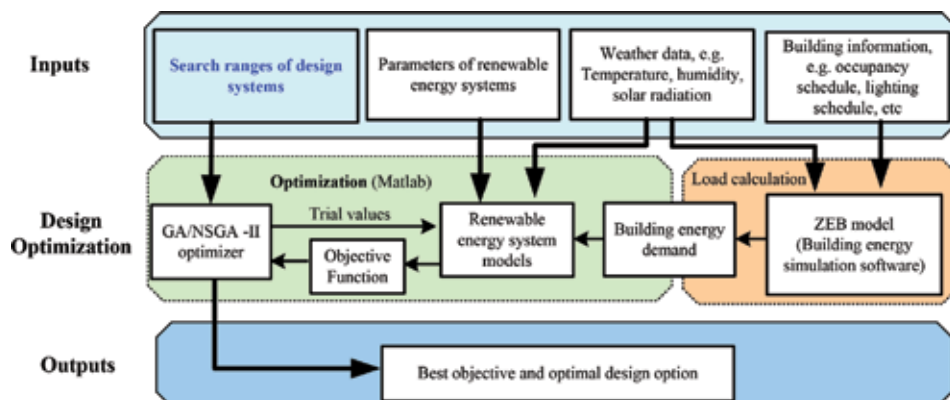 Inputs
Search ranges of design
systems
Parameters of renewable
energy systems
Weather data, e.g.
Temperature, humidity,
solar radiation
Building information,
e.g. occupancy
schedule, lighting
schedule, etc
Design
Optimization
Optimization (Matlab)
Load calculation
GA/NSGA -II
optimizer
Trial values
Objective
Function
Renewable
energy system
models
Building energy
demand
ZEB model
(Building energy
simulation software)
Outputs
Best objective and optimal design option